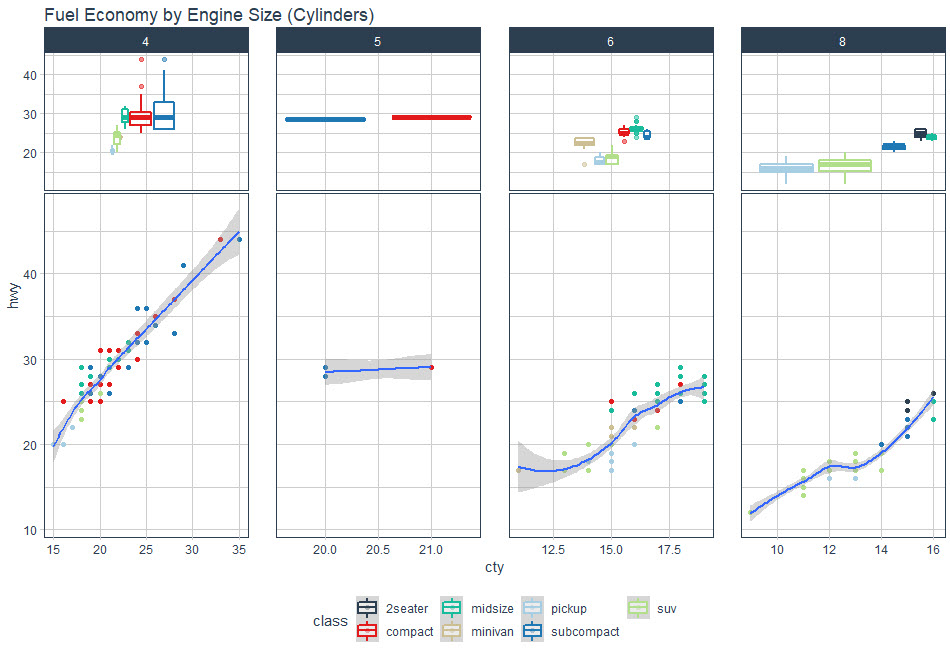 Fuel Economy by Engine Size (Cylinders)
4 5 6 8
40
30
20
hwy
40
30
20
10
15 20 25 30 35 20.0 20.5 21.0 12.5 15.0 17.5 10 12 14 16
cty
class
2seater midsize pickup suv
compact minivan subcompact